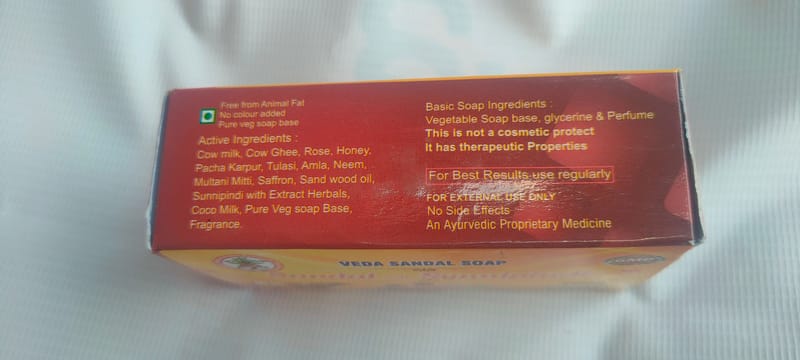 Free from Animal Fat
No colour added
Pure veg soap base
Active Ingredients :
Cow milk, Cow Ghee, Rose, Honey,
Pacha Karpur, Tulasi, Amla, Neem,
Multani Mitti, Saffron, Sand wood oil,
Sunnipindi with Extract Herbals,
Coco Milk, Pure Veg soap Base,
Fragrance.
Basic Soap Ingredients :
Vegetable Soap base, glycerine & Perfume
This is not a cosmetic protect
It has therapeutic Properties
For Best Results use regularly
FOR EXTERNAL USE ONLY
No Side Effects
An Ayurvedic Proprietary Medicine
VEDA SANDAL SOAP
GMP